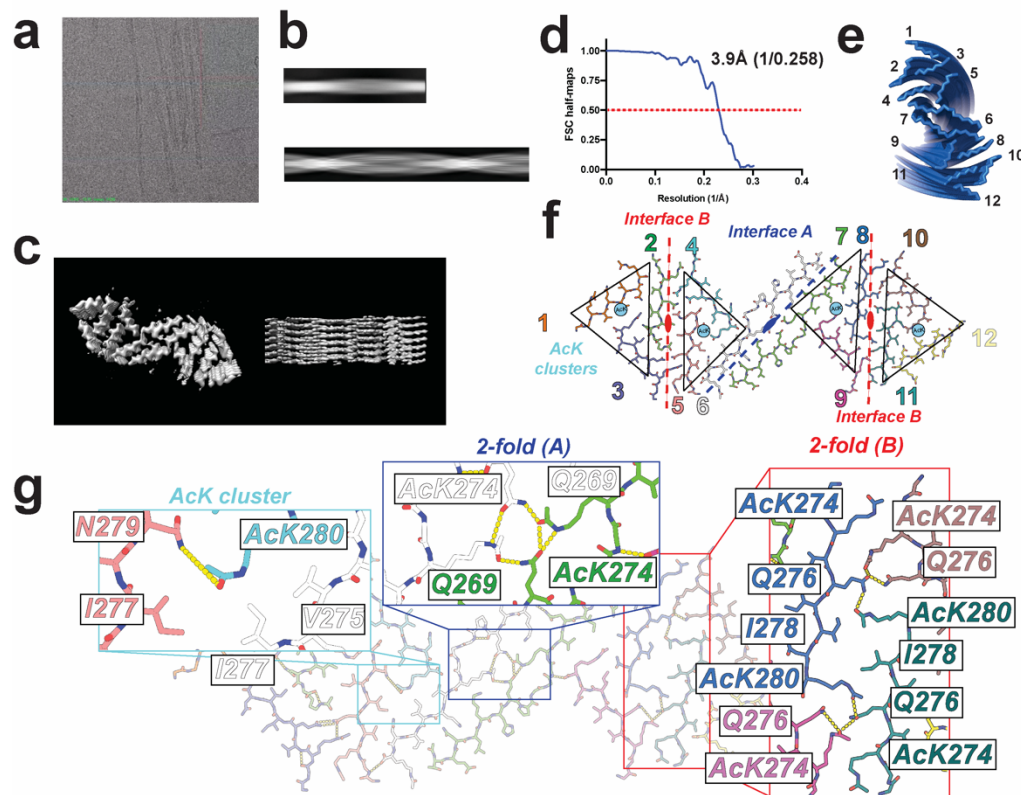 a
b
c
d
FSC half-maps
1.00
0.75
0.50
0.25
0.00
0.0 0.1 0.2 0.3 0.4
Resolution (1/Å)
3.9Å (1/0.258)
e
1
2
3
4
5
6
7
8
9
10
11
12
f
Interface B
Interface A
2
4
7
8
10
1
AcK
AcK
AcK
AcK
12
AcK
clusters
3
5
6
9
11
Interface B
g
AcK cluster
N279
AcK280
I277
V275
I277
2-fold (A)
AcK274
Q269
Q269
AcK274
2-fold (B)
AcK274
AcK274
Q276
Q276
AcK280
I278
I278
AcK280
Q276
Q276
AcK274
AcK274